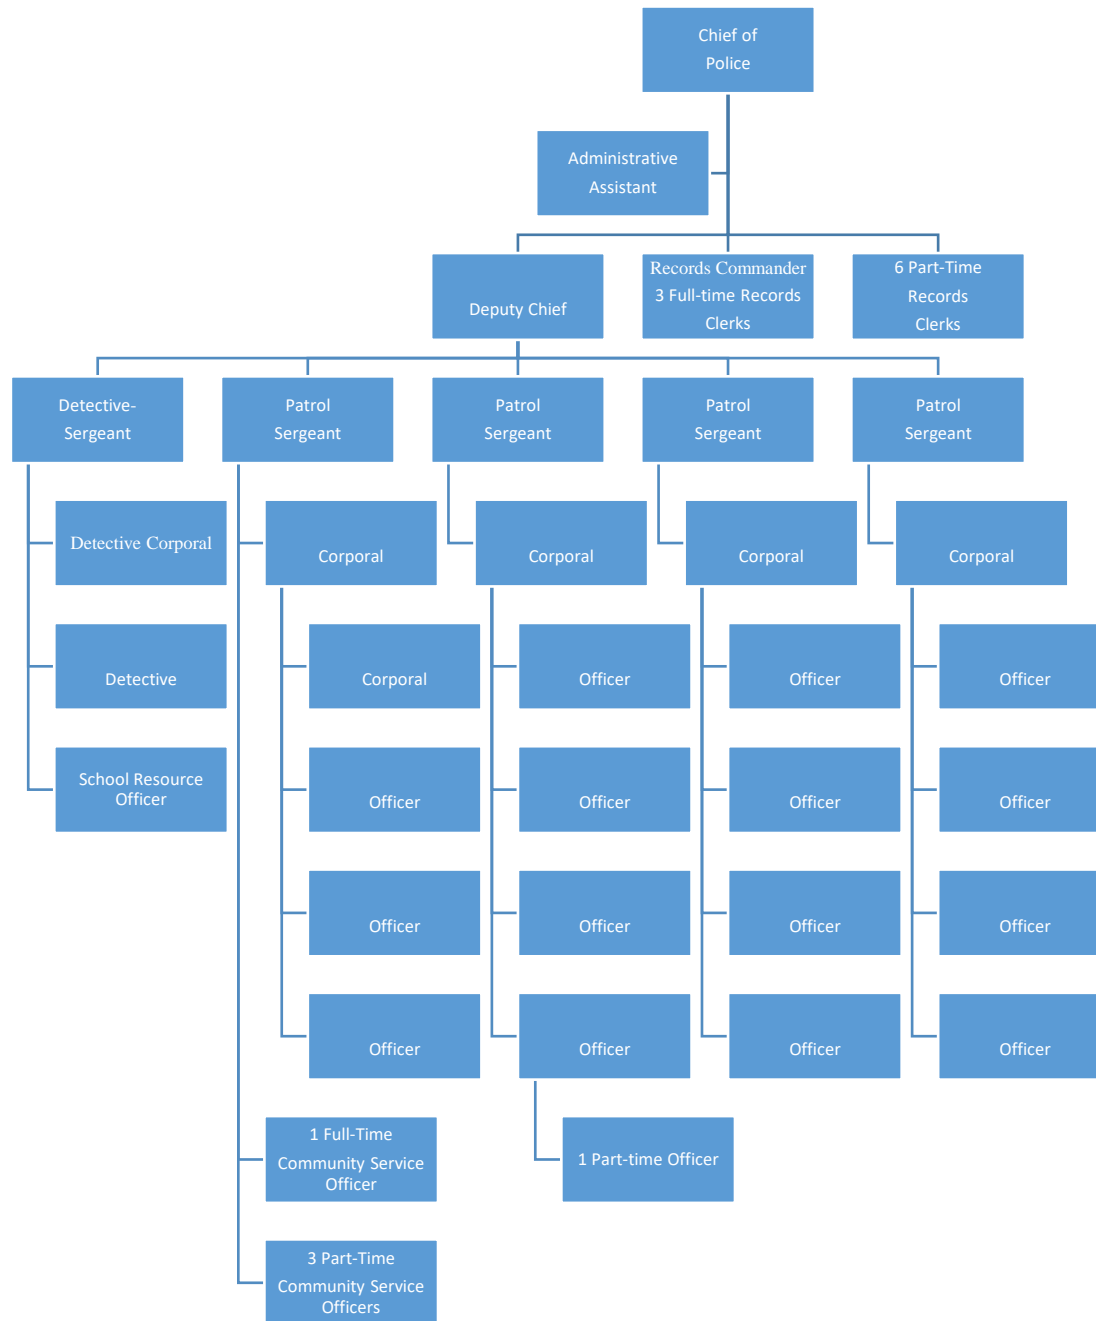 Chief of
Police
Administrative
Assistant
Deputy Chief
Records Commander
3 Full-time Records
Clerks
6 Part-Time
Records
Clerks
Detective-
Sergeant
Patrol
Sergeant
Patrol
Sergeant
Patrol
Sergeant
Patrol
Sergeant
Detective Corporal
Corporal
Corporal
Corporal
Corporal
Detective
Corporal
Officer
Officer
Officer
School Resource
Officer
Officer
Officer
Officer
Officer
Officer
Officer
Officer
Officer
Officer
Officer
Officer
Officer
1 Full-Time
Community Service
Officer
1 Part-time Officer
3 Part-Time
Community Service
Officers